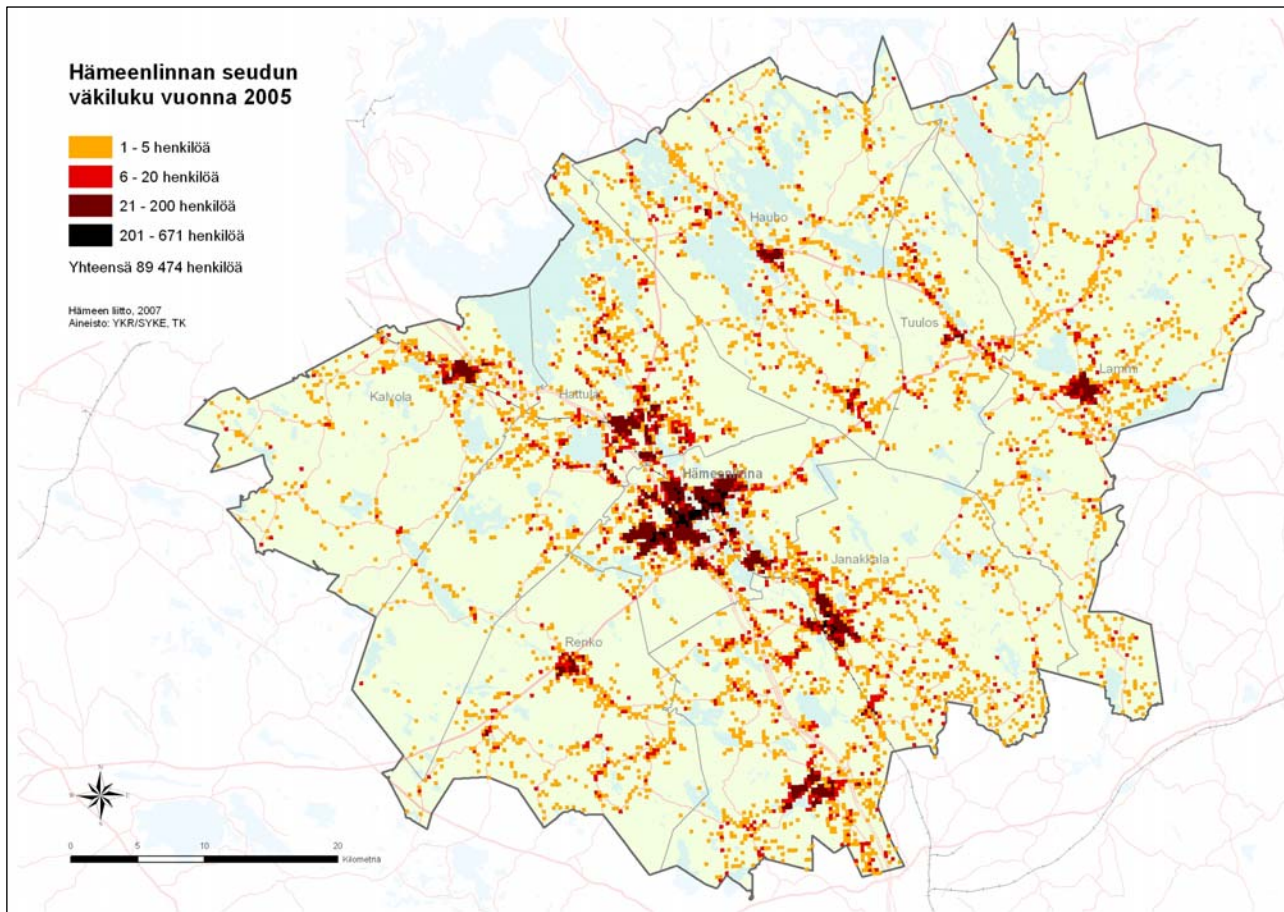 Hämeenlinnan seudun
väkiluku vuonna 2005
1 - 5 henkilöä
6 - 20 henkilöä
21 - 200 henkilöä
201 - 671 henkilöä
Yhteensä 89 474 henkilöä
Hämeen liitto, 2007
Aineisto: YKR/SYKE, TK
Hauho
Tuulos
Lammi
Kalvola
Hattula
Hämeenlinna
Janakkala
Renko
N
W
E
S
0 5 10 20
Kilometriä